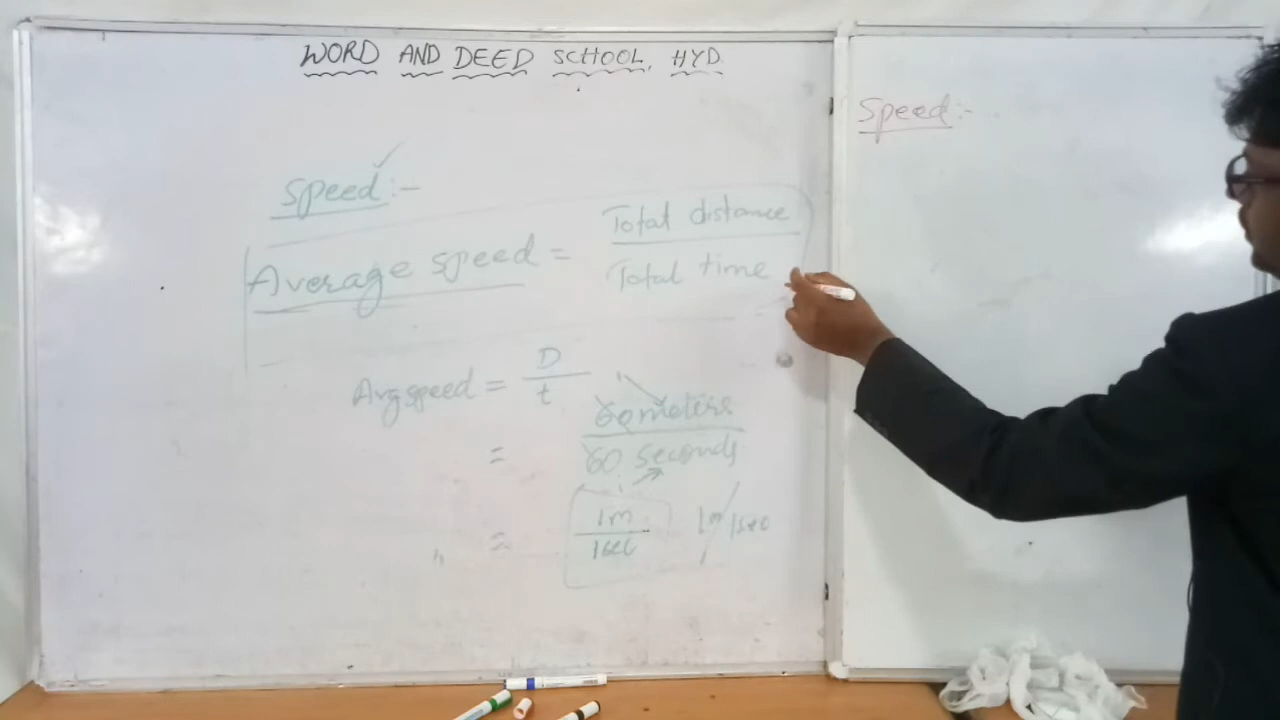 WORD AND DEED SCHOOL, HYD.
Speed:-
Average speed = Total distance
Total time
Avg speed = D
t
= 60 meters
60 seconds
= 1m
1sec
1m/1sec
Speed:-